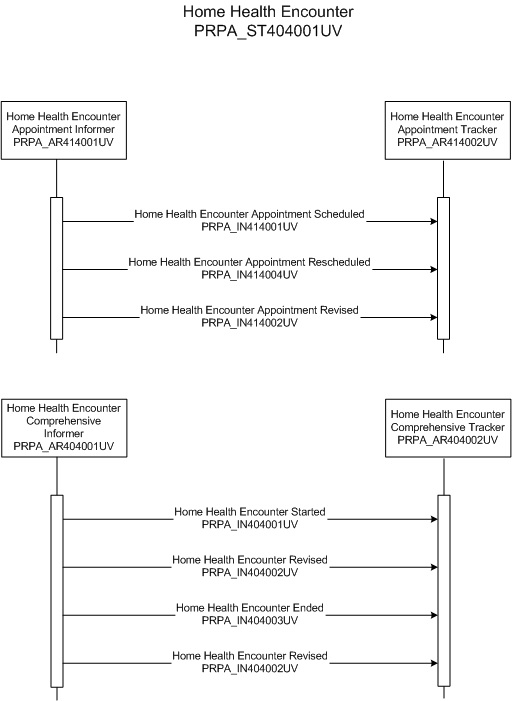 Home Health Encounter
PRPA_ST404001UV
Home Health Encounter
Appointment Informer
PRPA_AR414001UV
Home Health Encounter
Appointment Tracker
PRPA_AR414002UV
Home Health Encounter Appointment Scheduled
PRPA_IN414001UV
Home Health Encounter Appointment Rescheduled
PRPA_IN414004UV
Home Health Encounter Appointment Revised
PRPA_IN414002UV
Home Health Encounter
Comprehensive
Informer
PRPA_AR404001UV
Home Health Encounter
Comprehensive Tracker
PRPA_AR404002UV
Home Health Encounter Started
PRPA_IN404001UV
Home Health Encounter Revised
PRPA_IN404002UV
Home Health Encounter Ended
PRPA_IN404003UV
Home Health Encounter Revised
PRPA_IN404002UV